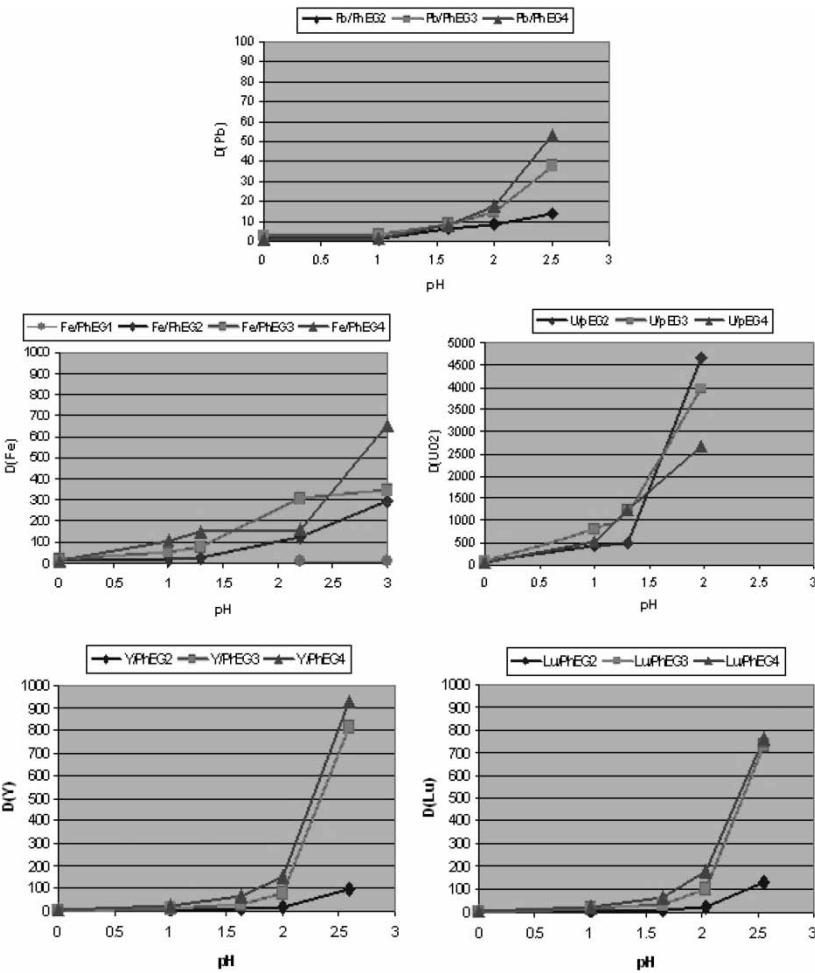 Pb/PhEG2 Pb/PhEG3 Pb/PhEG4
100
90
80
70
60
50
40
30
20
10
0
D(Pb)
0 0.5 1 1.5 2 2.5 3
pH
Fe/PhEG1 Fe/PhEG2 Fe/PhEG3 Fe/PhEG4
1000
900
800
700
600
500
400
300
200
100
0
D(Fe)
0 0.5 1 1.5 2 2.5 3
pH
U/pEG2 U/pEG3 U/pEG4
5000
4500
4000
3500
3000
2500
2000
1500
1000
500
0
D(UO2)
0 0.5 1 1.5 2 2.5 3
pH
Y/PhEG2 Y/PhEG3 Y/PhEG4
1000
900
800
700
600
500
400
300
200
100
0
D(Y)
0 0.5 1 1.5 2 2.5 3
pH
Lu/PhEG2 Lu/PhEG3 Lu/PhEG4
1000
900
800
700
600
500
400
300
200
100
0
D(Lu)
0 0.5 1 1.5 2 2.5 3
pH